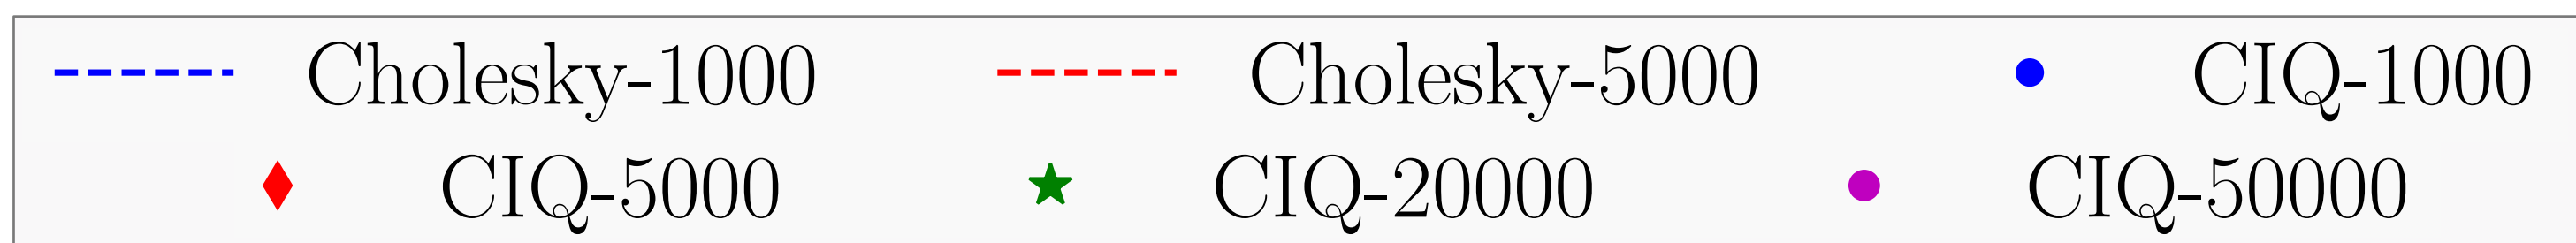 Cholesky-1000 Cholesky-5000 CIQ-1000
CIQ-5000 CIQ-20000 CIQ-50000